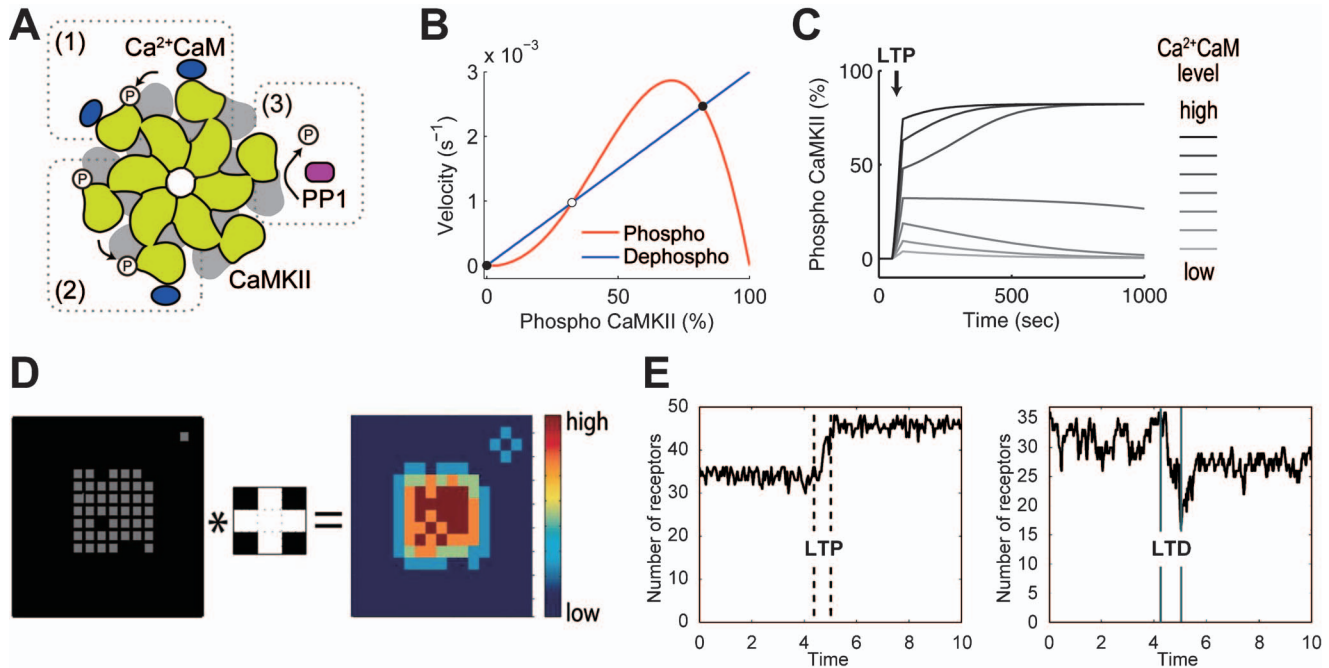 A
(1)
Ca²⁺CaM
P
(3)
P
P
PP1
P
(2)
CaMKII
B
x 10⁻³
3
2
1
0
Velocity (s⁻¹)
Phospho
Dephospho
0
50
100
Phospho CaMKII (%)
C
LTP
100
50
0
Phospho CaMKII (%)
0
500
1000
Time (sec)
Ca²⁺CaM
level
high
low
D
*
=
high
low
E
50
40
30
20
10
0
Number of receptors
LTP
0 2 4 6 8 10
Time
35
30
25
20
15
10
5
0
Number of receptors
LTD
0 2 4 6 8 10
Time